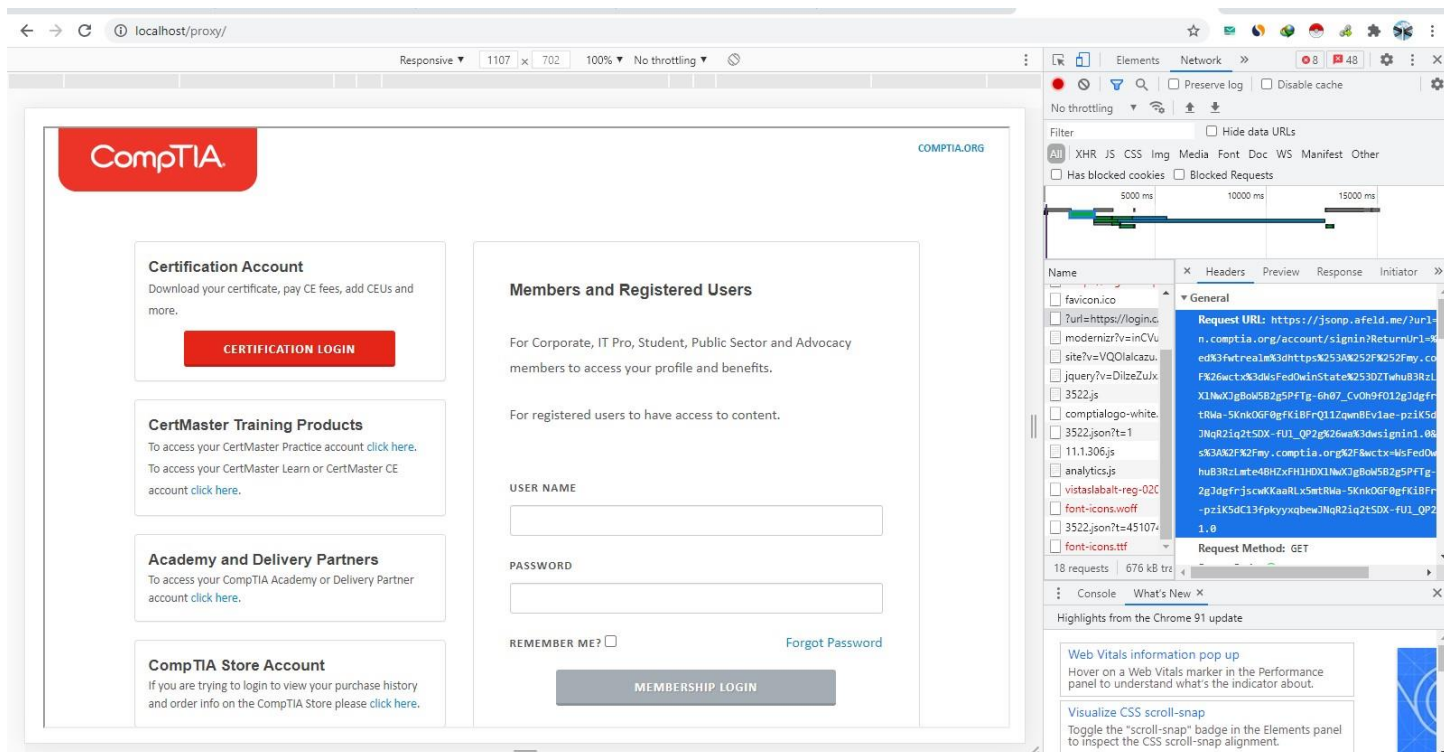 localhost/proxy/
Responsive 1107 x 702 100% No throttling
CompTIA.
COMPTIA.ORG
Certification Account
Download your certificate, pay CE fees, add CEUs and
more.
CERTIFICATION LOGIN
CertMaster Training Products
To access your CertMaster Practice account click here.
To access your CertMaster Learn or CertMaster CE
account click here.
Academy and Delivery Partners
To access your CompTIA Academy or Delivery Partner
account click here.
CompTIA Store Account
If you are trying to login to view your purchase history
and order info on the CompTIA Store please click here.
Members and Registered Users
For Corporate, IT Pro, Student, Public Sector and Advocacy
members to access your profile and benefits.
For registered users to have access to content.
USER NAME
PASSWORD
REMEMBER ME?
Forgot Password
MEMBERSHIP LOGIN
Elements Network » 8 48
Preserve log Disable cache
No throttling
Filter Hide data URLs
All XHR JS CSS Img Media Font Doc WS Manifest Other
Has blocked cookies Blocked Requests
5000 ms 10000 ms 15000 ms
Name
favicon.ico
?url=https://login.c
modernizr?v=inCVu
site?v=VQOlalcazu.
jquery?v=DilzeZuJx
3522.js
comptialogo-white.
3522.json?t=1
11.1.306.js
analytics.js
vistaslabalt-reg-020
font-icons.woff
3522.json?t=45107
font-icons.ttf
18 requests 676 kB
× Headers Preview Response Initiator »
General
Request URL: https://jsonp.afeld.me/?url=
n.comptia.org/account/signin?ReturnUrl=%
ed%3fwtrealm%3dhttps%253A%252F%252Fmy.co
F%26wctx%3dWsFedOwinState%253DZTwhuB3RzL
JNqR2iq2tSDX-fUl_QP2g%26wa%3dwsignin1.0&
s%3A%2F%2Fmy.comptia.org%2F&wctx=WsFedOw
1.0
Request Method: GET
Console What's New ×
Highlights from the Chrome 91 update
Web Vitals information pop up
Hover on a Web Vitals marker in the Performance
panel to understand what's the indicator about.
Visualize CSS scroll-snap
Toggle the "scroll-snap" badge in the Elements panel
to inspect the CSS scroll-snap alignment.